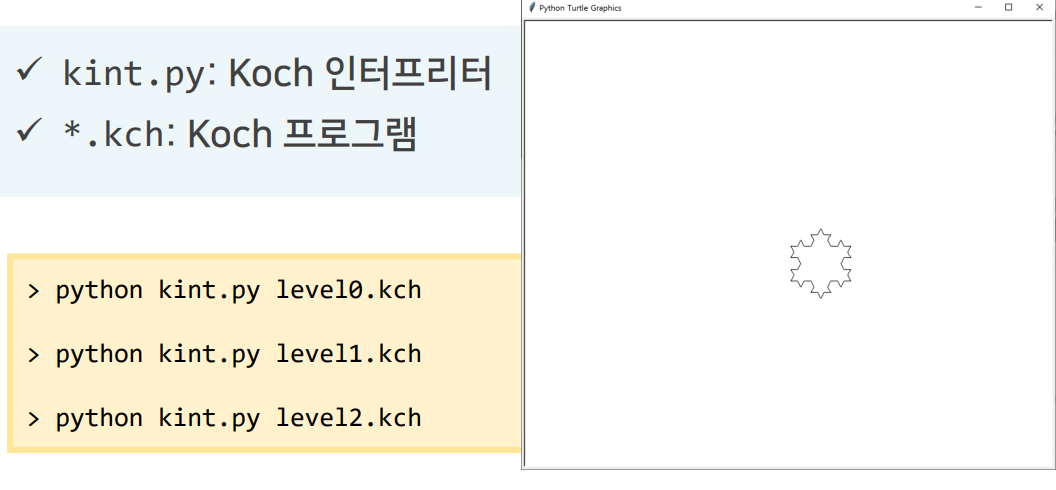 ✓ kint.py: Koch 인터프리터
✓ *.kch: Koch 프로그램
> python kint.py level0.kch
> python kint.py level1.kch
> python kint.py level2.kch
Python Turtle Graphics